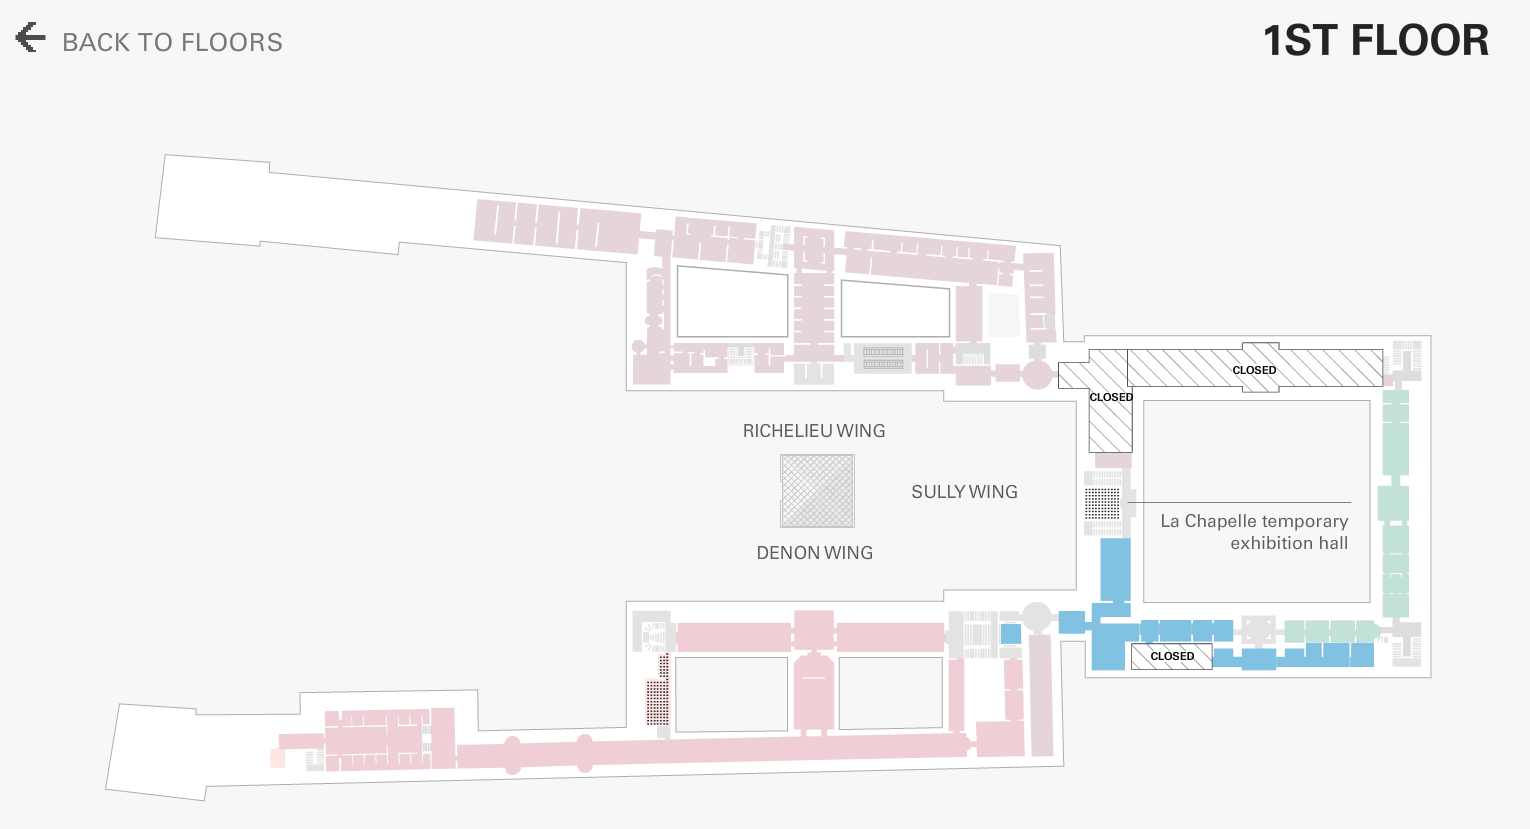 BACK TO FLOORS
1ST FLOOR
CLOSED
CLOSED
RICHELIEU WING
SULLY WING
La Chapelle temporary
exhibition hall
DENON WING
CLOSED